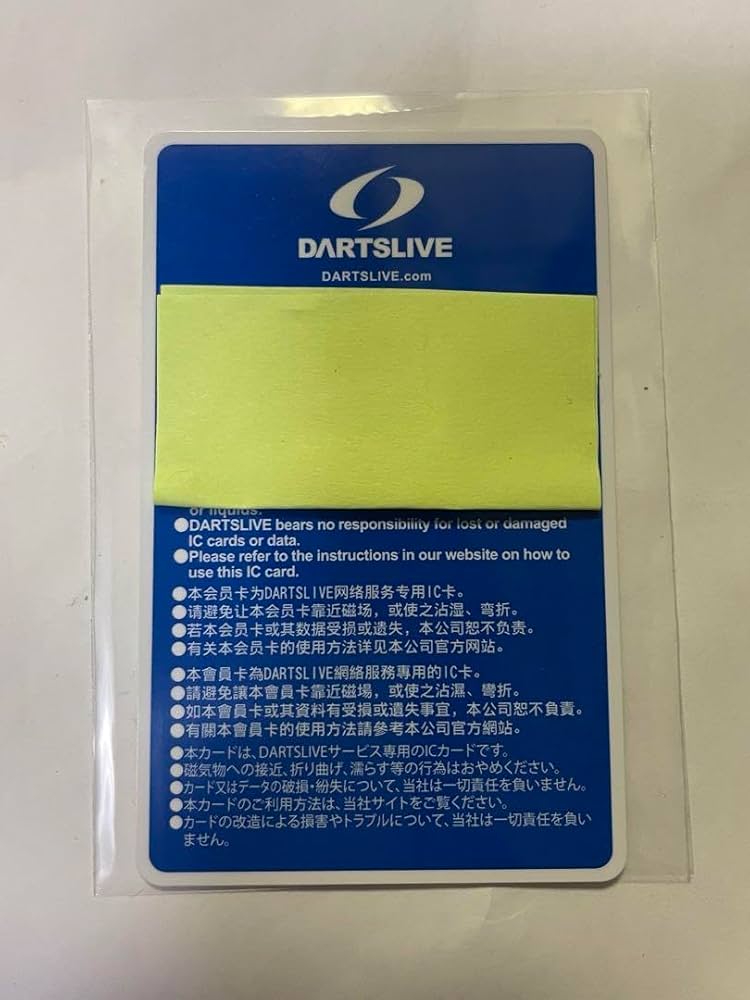 DARTSLIVE
DARTSLIVE.com
or liquids.
●DARTSLIVE bears no responsibility for lost or damaged
IC cards or data.
●Please refer to the instructions in our website on how to
use this IC card.
●本会员卡为DARTSLIVE网络服务专用IC卡。
●请避免让本会员卡靠近磁场，或使之沾湿、弯折。
●若本会员卡或其数据受损或遗失，本公司恕不负责。
●有关本会员卡的使用方法详见本公司官方网站。
●本會員卡為DARTSLIVE網絡服務專用的IC卡。
●請避免讓本會員卡靠近磁場，或使之沾濕、彎折。
●如本會員卡或其資料有受損或遺失事宜，本公司恕不負責。
●有關本會員卡的使用方法請參考本公司官方網站。
●本カードは、DARTSLIVEサービス専用のICカードです。
●磁気物への接近、折り曲げ、濡らす等の行為はおやめください。
●カード又はデータの破損・紛失について、当社は一切責任を負いません。
●本カードのご利用方法は、当社サイトをご覧ください。
●カードの改造による損害やトラブルについて、当社は一切責任を負い
ません。